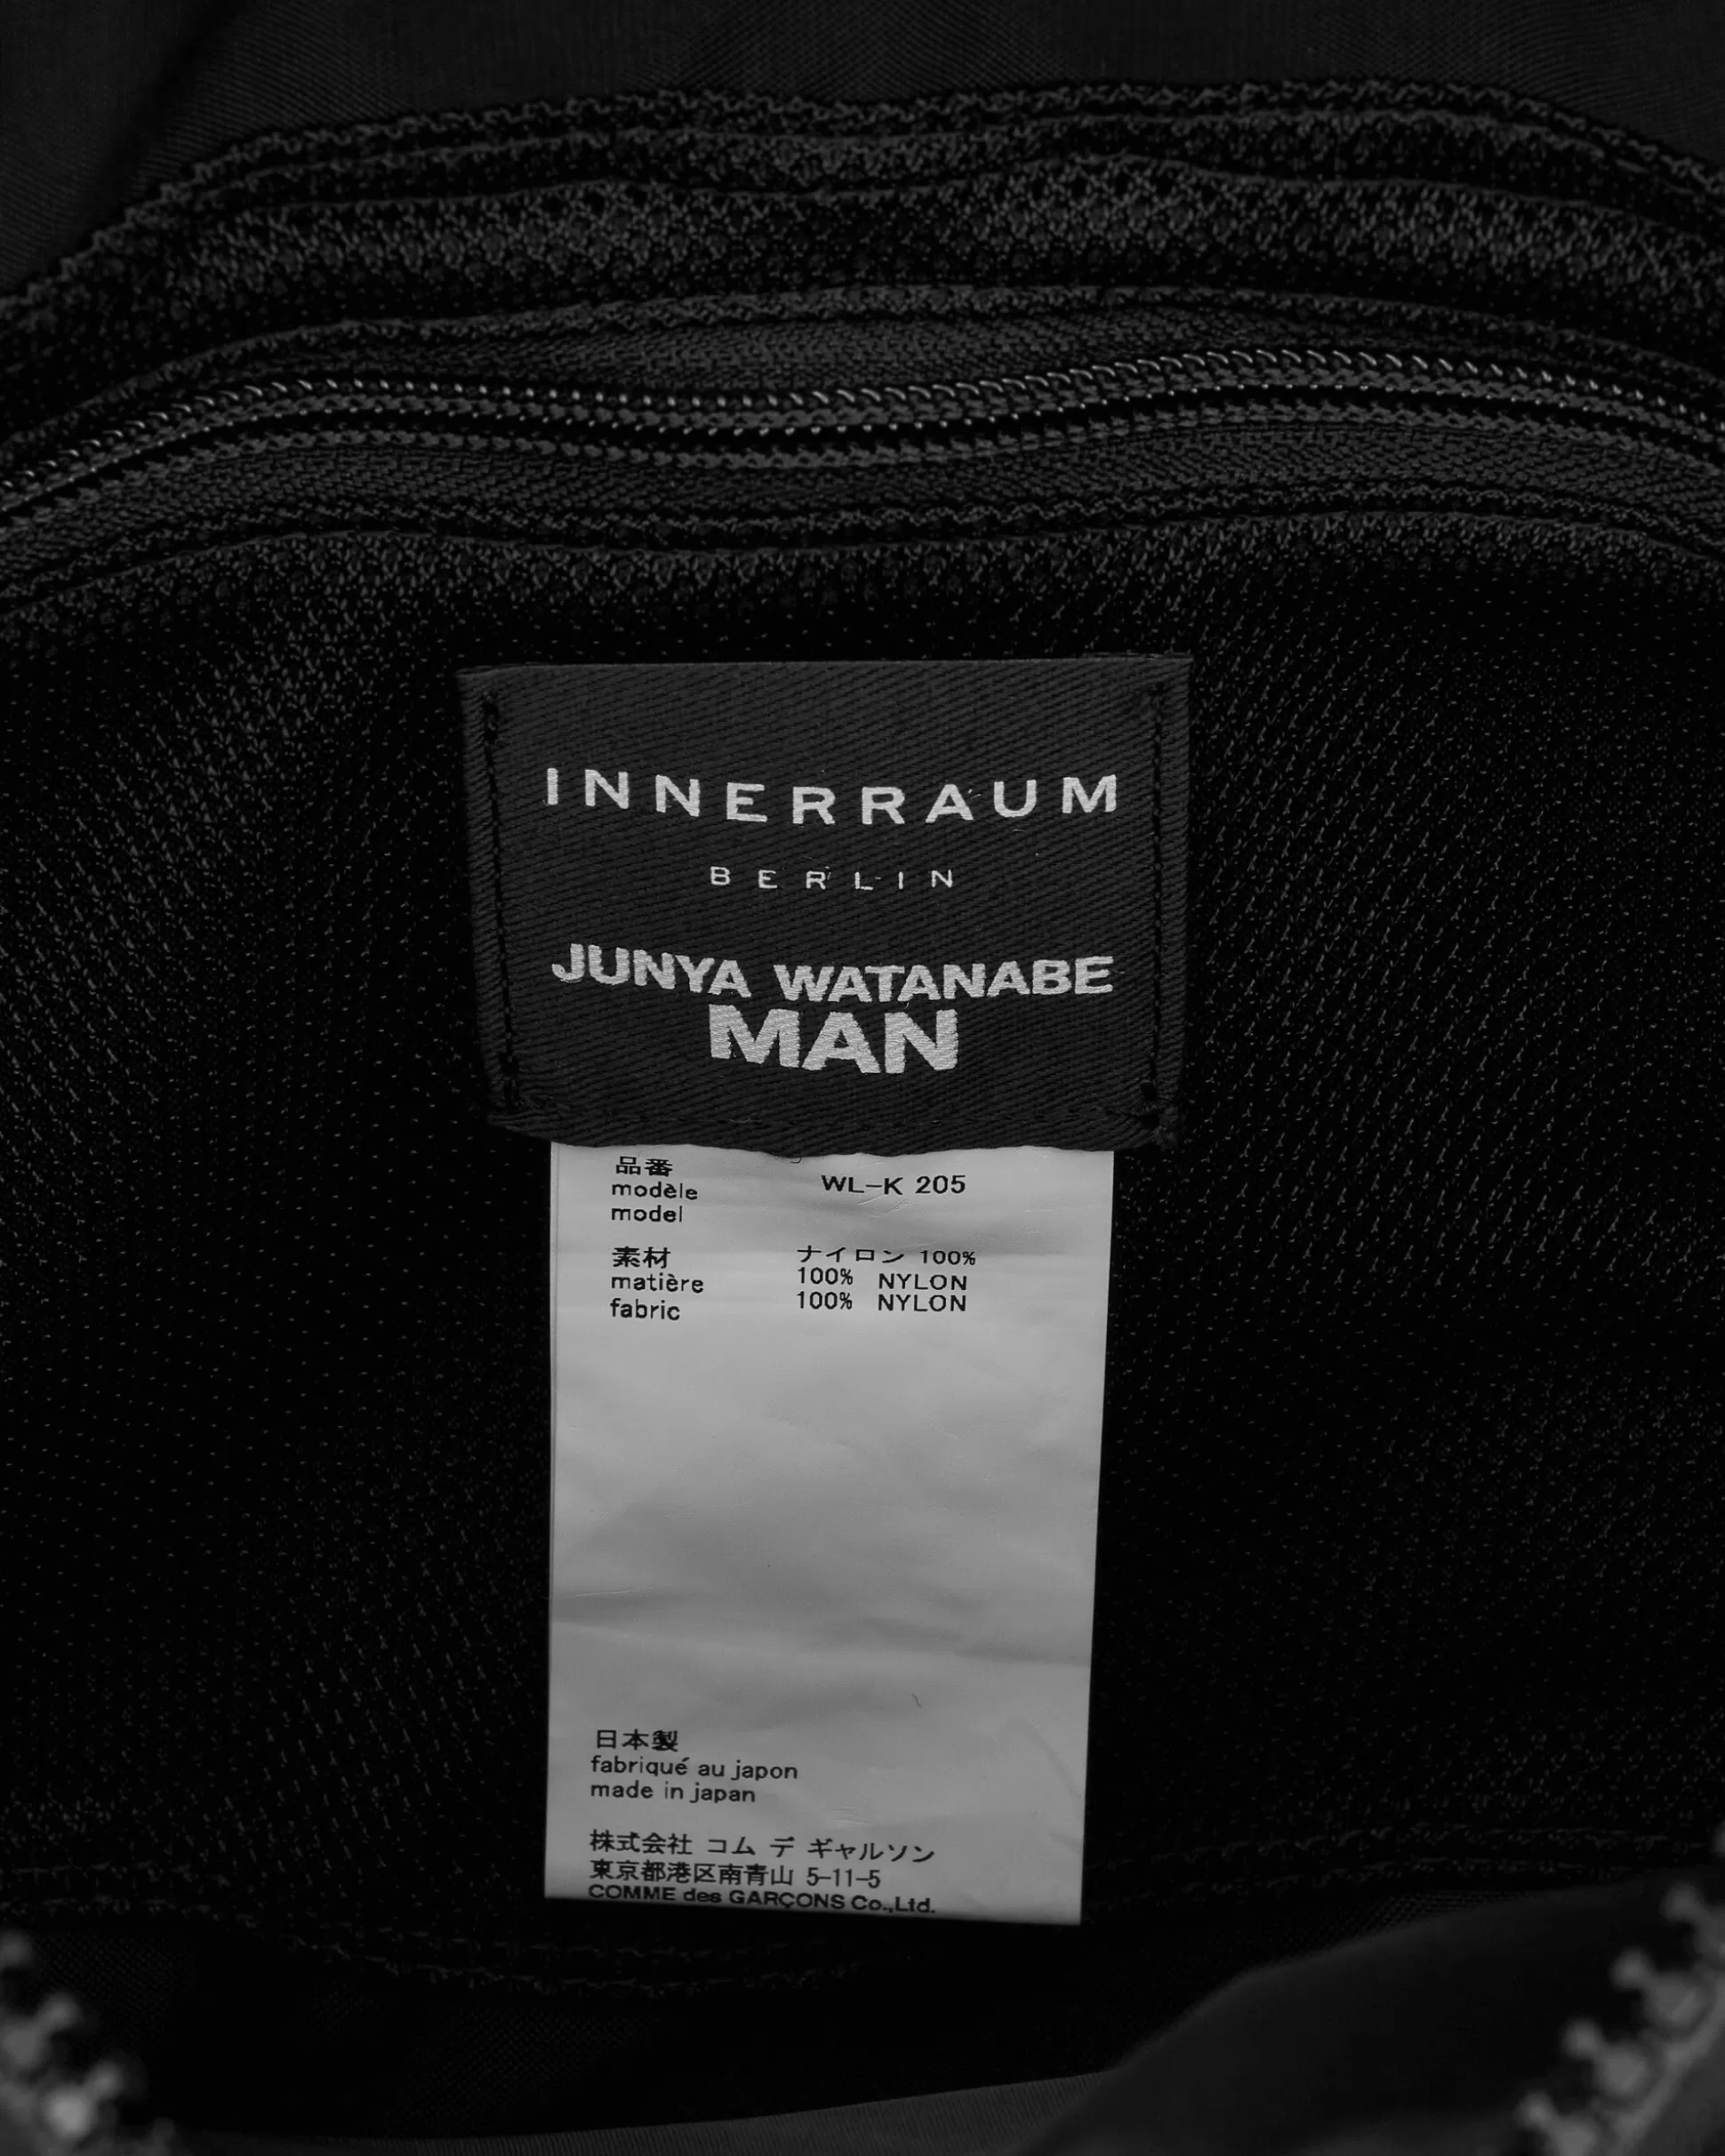 INNERRAUM
BERLIN
JUNYA WATANABE
MAN
品番
modèle
model
WL-K 205
素材
matière
fabric
ナイロン 100%
100% NYLON
100% NYLON
日本製
fabriqué au japon
made in japan
株式会社 コム デ ギャルソン
東京都港区南青山 5-11-5
COMME des GARÇONS Co.,Ltd.